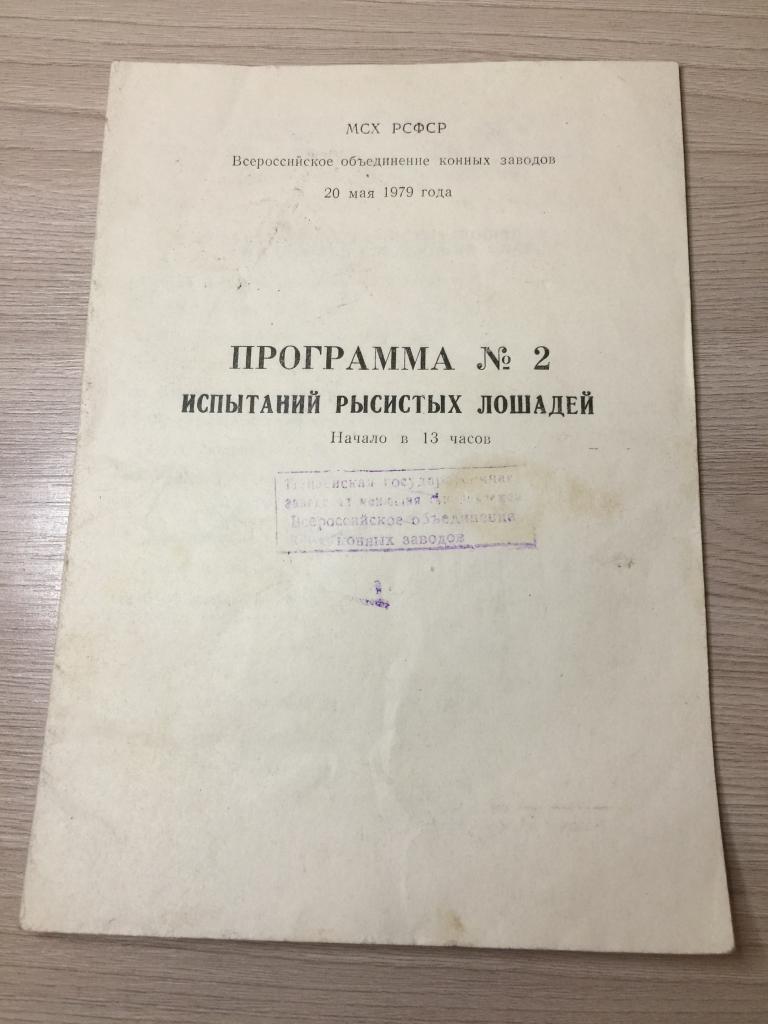 МСХ РСФСР
Всероссийское объединение конных заводов
20 мая 1979 года
ПРОГРАММА № 2
ИСПЫТАНИЙ РЫСИСТЫХ ЛОШАДЕЙ
Начало в 13 часов
Всероссийское объединение
конных заводов